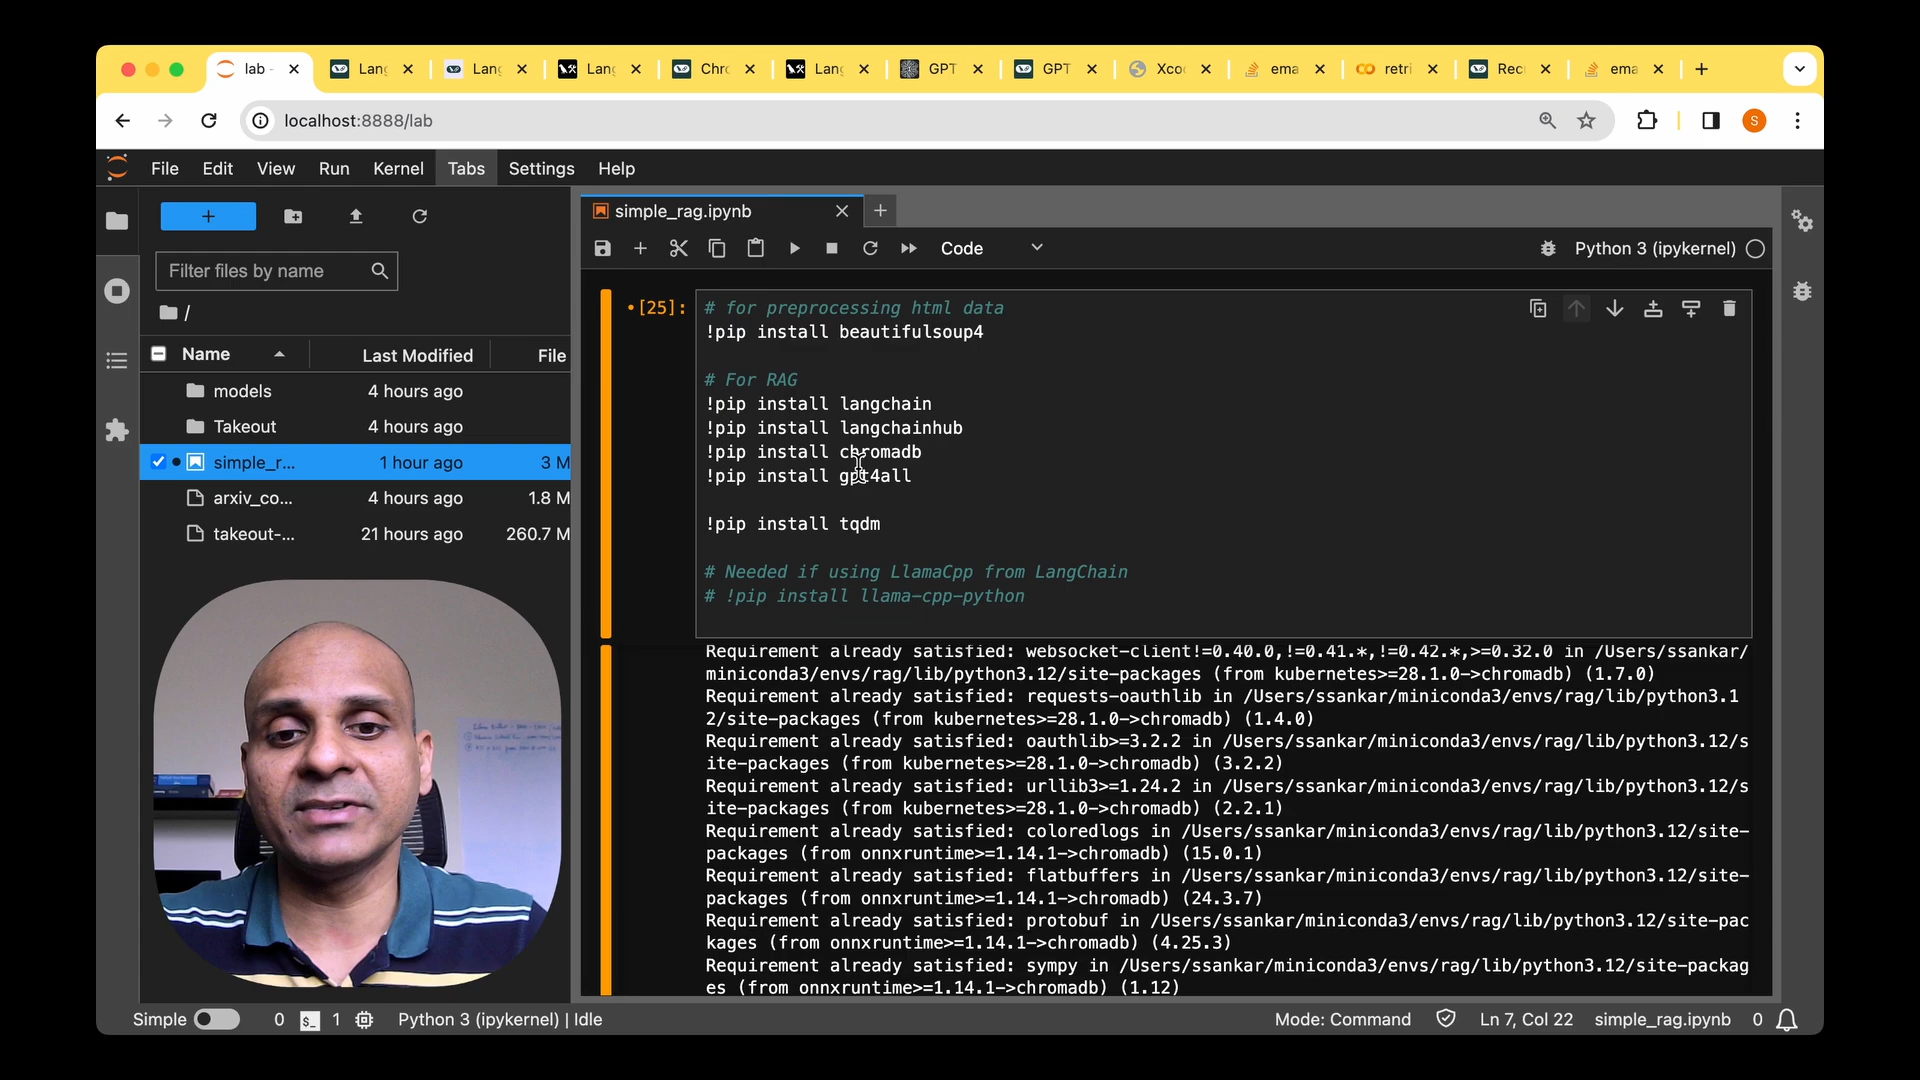 lab -
Lang
Lang
Lang
Chro
Lang
GPT
GPT
Xco
ema
retri
Rec
ema
localhost:8888/lab
S
File Edit View Run Kernel Tabs Settings Help
+
simple_rag.ipynb
Code
Python 3 (ipykernel)
Filter files by name
/
Name Last Modified File
models 4 hours ago
Takeout 4 hours ago
simple_r... 1 hour ago 3 M
arxiv_co... 4 hours ago 1.8 M
takeout-... 21 hours ago 260.7 M
[25]:
# for preprocessing html data
!pip install beautifulsoup4
# For RAG
!pip install langchain
!pip install langchainhub
!pip install chromadb
!pip install gpt4all
!pip install tqdm
# Needed if using LlamaCpp from LangChain
# !pip install llama-cpp-python
Requirement already satisfied: websocket-client!=0.40.0,!=0.41.*,!=0.42.*,>=0.32.0 in /Users/ssankar/
miniconda3/envs/rag/lib/python3.12/site-packages (from kubernetes>=28.1.0->chromadb) (1.7.0)
Requirement already satisfied: requests-oauthlib in /Users/ssankar/miniconda3/envs/rag/lib/python3.1
2/site-packages (from kubernetes>=28.1.0->chromadb) (1.4.0)
Requirement already satisfied: oauthlib>=3.2.2 in /Users/ssankar/miniconda3/envs/rag/lib/python3.12/s
ite-packages (from kubernetes>=28.1.0->chromadb) (3.2.2)
Requirement already satisfied: urllib3>=1.24.2 in /Users/ssankar/miniconda3/envs/rag/lib/python3.12/s
ite-packages (from kubernetes>=28.1.0->chromadb) (2.2.1)
Requirement already satisfied: coloredlogs in /Users/ssankar/miniconda3/envs/rag/lib/python3.12/site-
packages (from onnxruntime>=1.14.1->chromadb) (15.0.1)
Requirement already satisfied: flatbuffers in /Users/ssankar/miniconda3/envs/rag/lib/python3.12/site-
packages (from onnxruntime>=1.14.1->chromadb) (24.3.7)
Requirement already satisfied: protobuf in /Users/ssankar/miniconda3/envs/rag/lib/python3.12/site-pac
kages (from onnxruntime>=1.14.1->chromadb) (4.25.3)
Requirement already satisfied: sympy in /Users/ssankar/miniconda3/envs/rag/lib/python3.12/site-packag
es (from onnxruntime>=1.14.1->chromadb) (1.12)
Simple 0 $_ 1 Python 3 (ipykernel) | Idle Mode: Command Ln 7, Col 22 simple_rag.ipynb 0